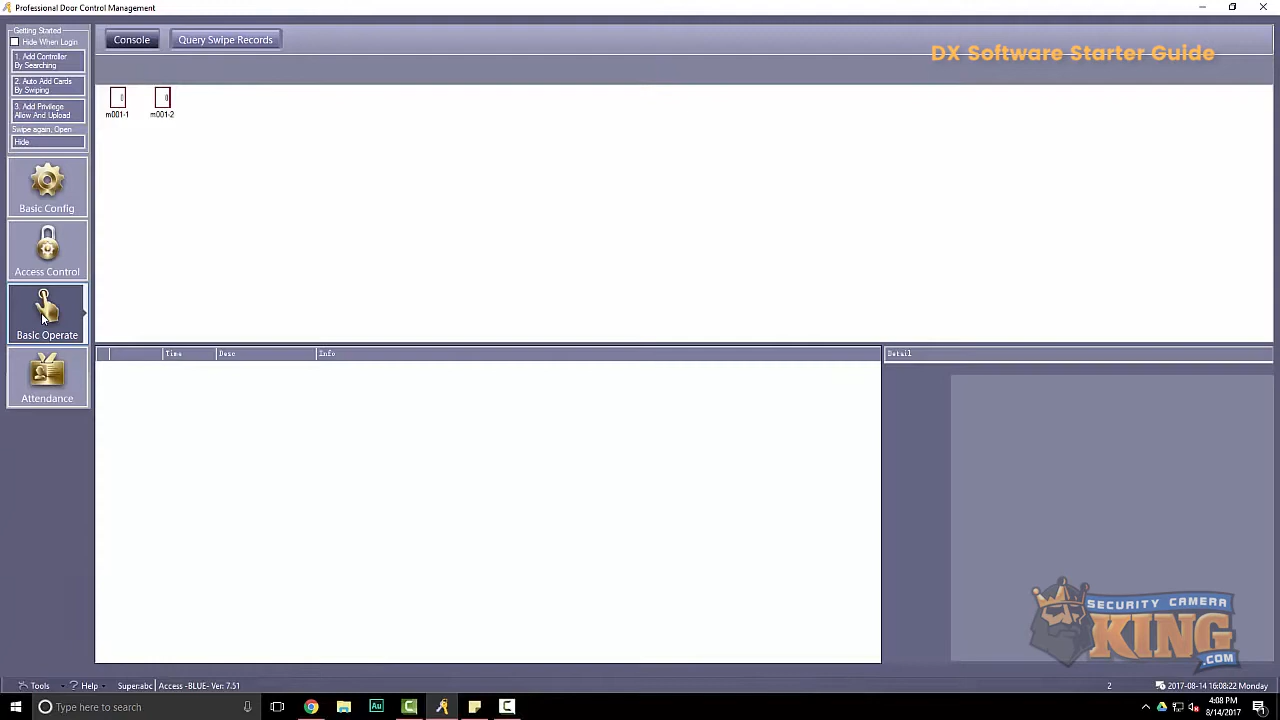 Professional Door Control Management
Getting Started
Hide When Login
1. Add Controller
By Searching
2. Auto Add Cards
By Swiping
3. Add Privilege
Allow And Upload
Swipe again, Open
Hide
Basic Config
Access Control
Basic Operate
Attendance
Console
Query Swipe Records
DX Software Starter Guide
m001-1
m001-2
Time
Desc
Info
Detail
SECURITY CAMERA
KING
.COM
Tools
Help
Super:abc
Access -BLUE- Ver: 7.51
2
2017-08-14 16:08:22 Monday
Type here to search
Au
4:08 PM
8/14/2017